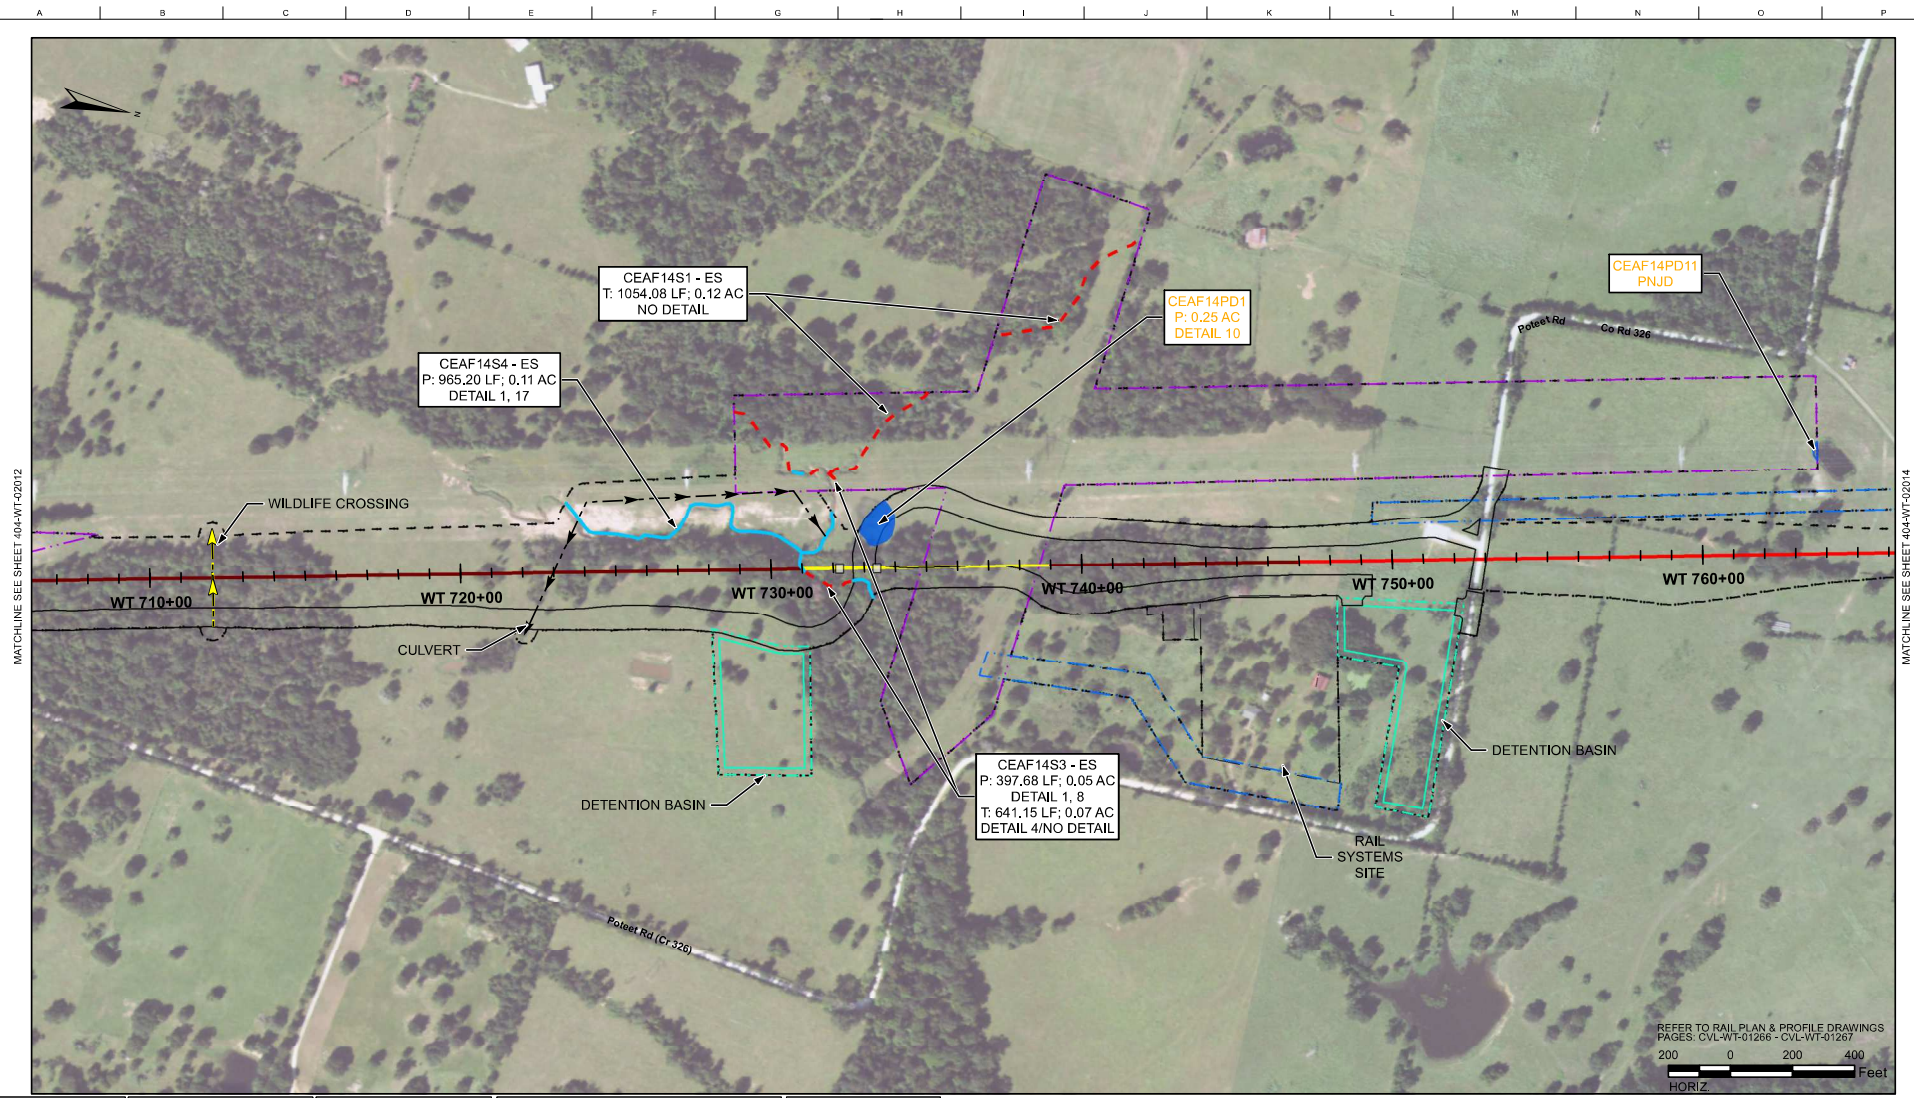 A B C D E F G H I J K L M N O P
N
MATCHLINE SEE SHEET 404-WT-02012
MATCHLINE SEE SHEET 404-WT-02014
CEAF14S1 - ES
T: 1054.08 LF; 0.12 AC
NO DETAIL
CEAF14PD1
P: 0.25 AC
DETAIL 10
CEAF14PD11
PNJD
Poteet Rd
Co Rd 326
CEAF14S4 - ES
P: 965.20 LF; 0.11 AC
DETAIL 1, 17
WILDLIFE CROSSING
WT 710+00
WT 720+00
WT 730+00
WT 740+00
WT 750+00
WT 760+00
CULVERT
DETENTION BASIN
DETENTION BASIN
CEAF14S3 - ES
P: 397.68 LF; 0.05 AC
DETAIL 1, 8
T: 641.15 LF; 0.07 AC
DETAIL 4/NO DETAIL
RAIL
SYSTEMS
SITE
Poteet Rd (Cr 326)
REFER TO RAIL PLAN & PROFILE DRAWINGS
PAGES: CVL-WT-01266 - CVL-WT-01267
200 0 200 400
Feet
HORIZ.